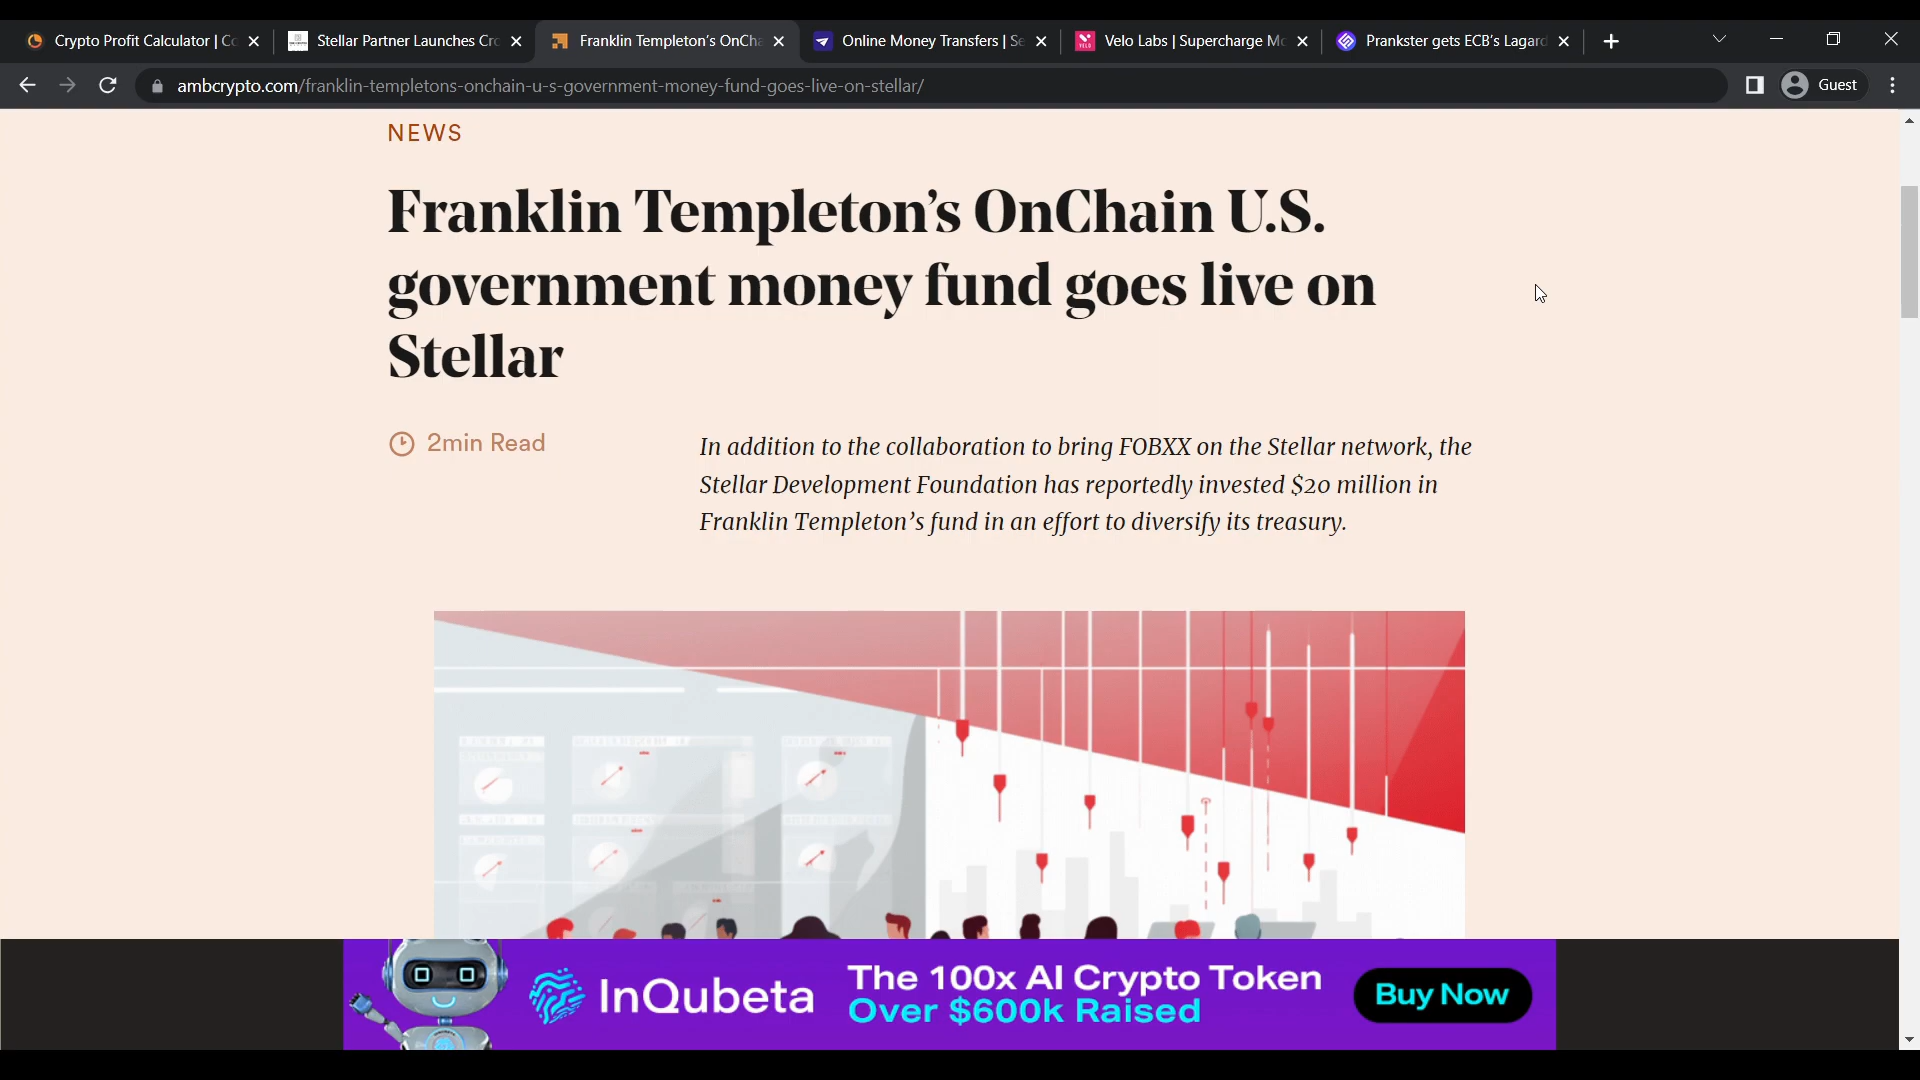 Crypto Profit Calculator | Co
Stellar Partner Launches Cro
Franklin Templeton's OnCha
Online Money Transfers | Se
Velo Labs | Supercharge Mo
Prankster gets ECB's Lagard
ambcrypto.com/franklin-templetons-onchain-u-s-government-money-fund-goes-live-on-stellar/
Guest
NEWS
Franklin Templeton’s OnChain U.S.
government money fund goes live on
Stellar
2min Read
In addition to the collaboration to bring FOBXX on the Stellar network, the
Stellar Development Foundation has reportedly invested $20 million in
Franklin Templeton’s fund in an effort to diversify its treasury.
InQubeta
The 100x AI Crypto Token
Over $600k Raised
Buy Now